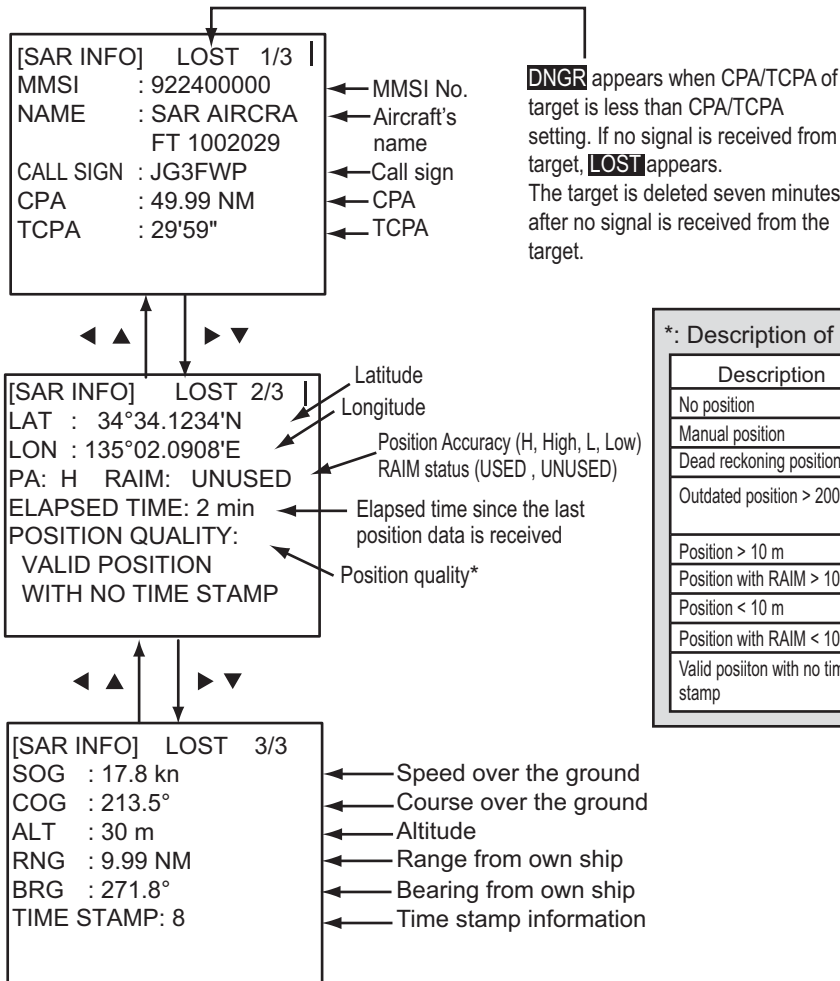 [SAR INFO] LOST 1/3
MMSI : 922400000
NAME : SAR AIRCRA
FT 1002029
CALL SIGN : JG3FWP
CPA : 49.99 NM
TCPA : 29'59"
MMSI No.
Aircraft's
name
Call sign
CPA
TCPA
DNGR appears when CPA/TCPA of
target is less than CPA/TCPA
setting. If no signal is received from
target, LOST appears.
The target is deleted seven minutes
after no signal is received from the
target.
◀ ▲ ▶ ▼
[SAR INFO] LOST 2/3
LAT : 34°34.1234'N
LON : 135°02.0908'E
PA: H RAIM: UNUSED
ELAPSED TIME: 2 min
POSITION QUALITY:
VALID POSITION
WITH NO TIME STAMP
Latitude
Longitude
Position Accuracy (H, High, L, Low)
RAIM status (USED , UNUSED)
Elapsed time since the last
position data is received
Position quality*
*: Description of
Description
No position
Manual position
Dead reckoning position
Outdated position > 200
Position > 10 m
Position with RAIM > 10
Position < 10 m
Position with RAIM < 10
Valid posiiton with no tim
stamp
◀ ▲ ▶ ▼
[SAR INFO] LOST 3/3
SOG : 17.8 kn
COG : 213.5°
ALT : 30 m
RNG : 9.99 NM
BRG : 271.8°
TIME STAMP: 8
Speed over the ground
Course over the ground
Altitude
Range from own ship
Bearing from own ship
Time stamp information